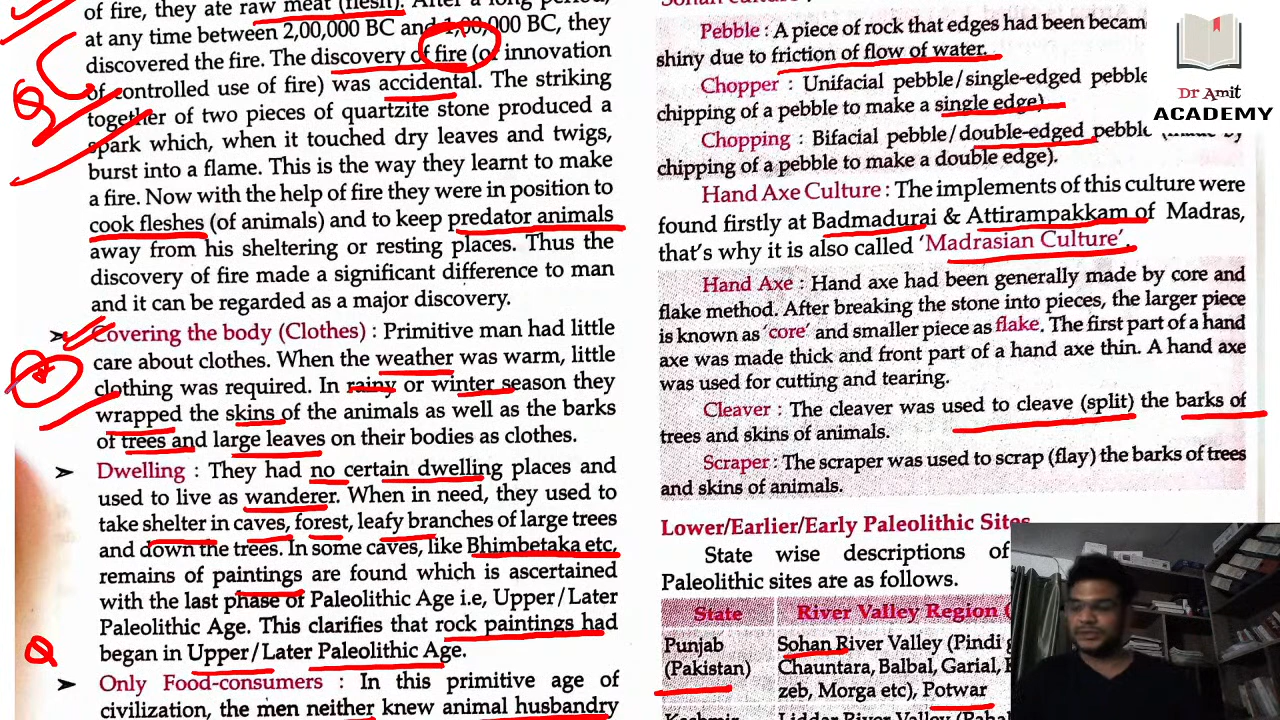 of fire, they ate raw meat (flesh). After a long period,
at any time between 2,00,000 BC and 1,00,000 BC, they
discovered the fire. The discovery of fire (or innovation
of controlled use of fire) was accidental. The striking
together of two pieces of quartzite stone produced a
spark which, when it touched dry leaves and twigs,
burst into a flame. This is the way they learnt to make
a fire. Now with the help of fire they were in position to
cook fleshes (of animals) and to keep predator animals
away from his sheltering or resting places. Thus the
discovery of fire made a significant difference to man
and it can be regarded as a major discovery.
➤ Covering the body (Clothes) : Primitive man had little
care about clothes. When the weather was warm, little
clothing was required. In rainy or winter season they
wrapped the skins of the animals as well as the barks
of trees and large leaves on their bodies as clothes.
➤ Dwelling : They had no certain dwelling places and
used to live as wanderer. When in need, they used to
take shelter in caves, forest, leafy branches of large trees
and down the trees. In some caves, like Bhimbetaka etc,
remains of paintings are found which is ascertained
with the last phase of Paleolithic Age i.e, Upper/Later
Paleolithic Age. This clarifies that rock paintings had
began in Upper/Later Paleolithic Age.
➤ Only Food-consumers : In this primitive age of
civilization, the men neither knew animal husbandry
Sohan Culture :
Pebble : A piece of rock that edges had been becam
shiny due to friction of flow of water.
Chopper : Unifacial pebble/single-edged pebble
chipping of a pebble to make a single edge).
Chopping : Bifacial pebble/double-edged pebble (made by
chipping of a pebble to make a double edge).
Hand Axe Culture : The implements of this culture were
found firstly at Badmadurai & Attirampakkam of Madras,
that's why it is also called 'Madrasian Culture'.
Hand Axe : Hand axe had been generally made by core and
flake method. After breaking the stone into pieces, the larger piece
is known as 'core' and smaller piece as flake. The first part of a hand
axe was made thick and front part of a hand axe thin. A hand axe
was used for cutting and tearing.
Cleaver : The cleaver was used to cleave (split) the barks of
trees and skins of animals.
Scraper : The scraper was used to scrap (flay) the barks of trees
and skins of animals.
Lower/Earlier/Early Paleolithic Sites
State wise descriptions of
Paleolithic sites are as follows.
State River Valley Region (
Punjab Sohan River Valley (Pindi
(Pakistan) Chauntara, Balbal, Garial,
zeb, Morga etc), Potwar
Kashmir Liddar River Valley
Dr Amit
ACADEMY